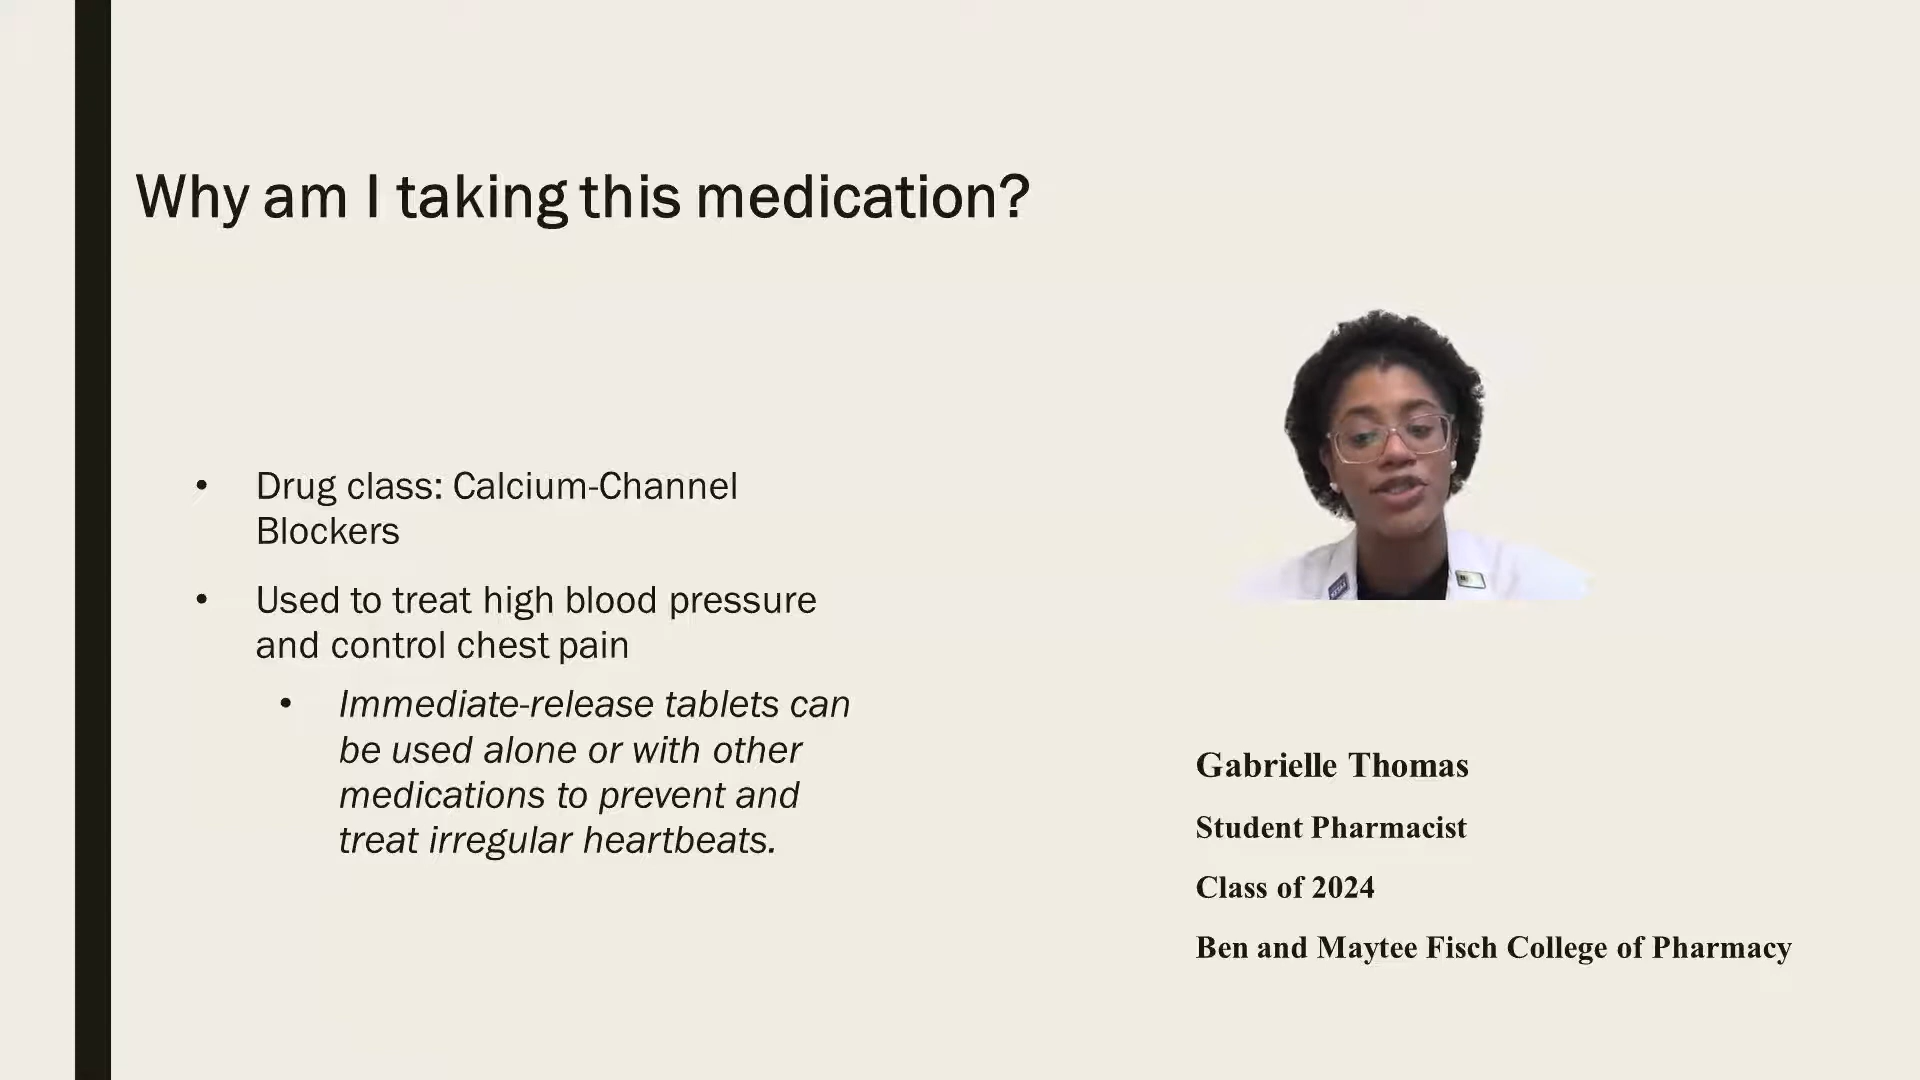 Why am I taking this medication?
• Drug class: Calcium-Channel
Blockers
• Used to treat high blood pressure
and control chest pain
• Immediate-release tablets can
be used alone or with other
medications to prevent and
treat irregular heartbeats.
Gabrielle Thomas
Student Pharmacist
Class of 2024
Ben and Maytee Fisch College of Pharmacy